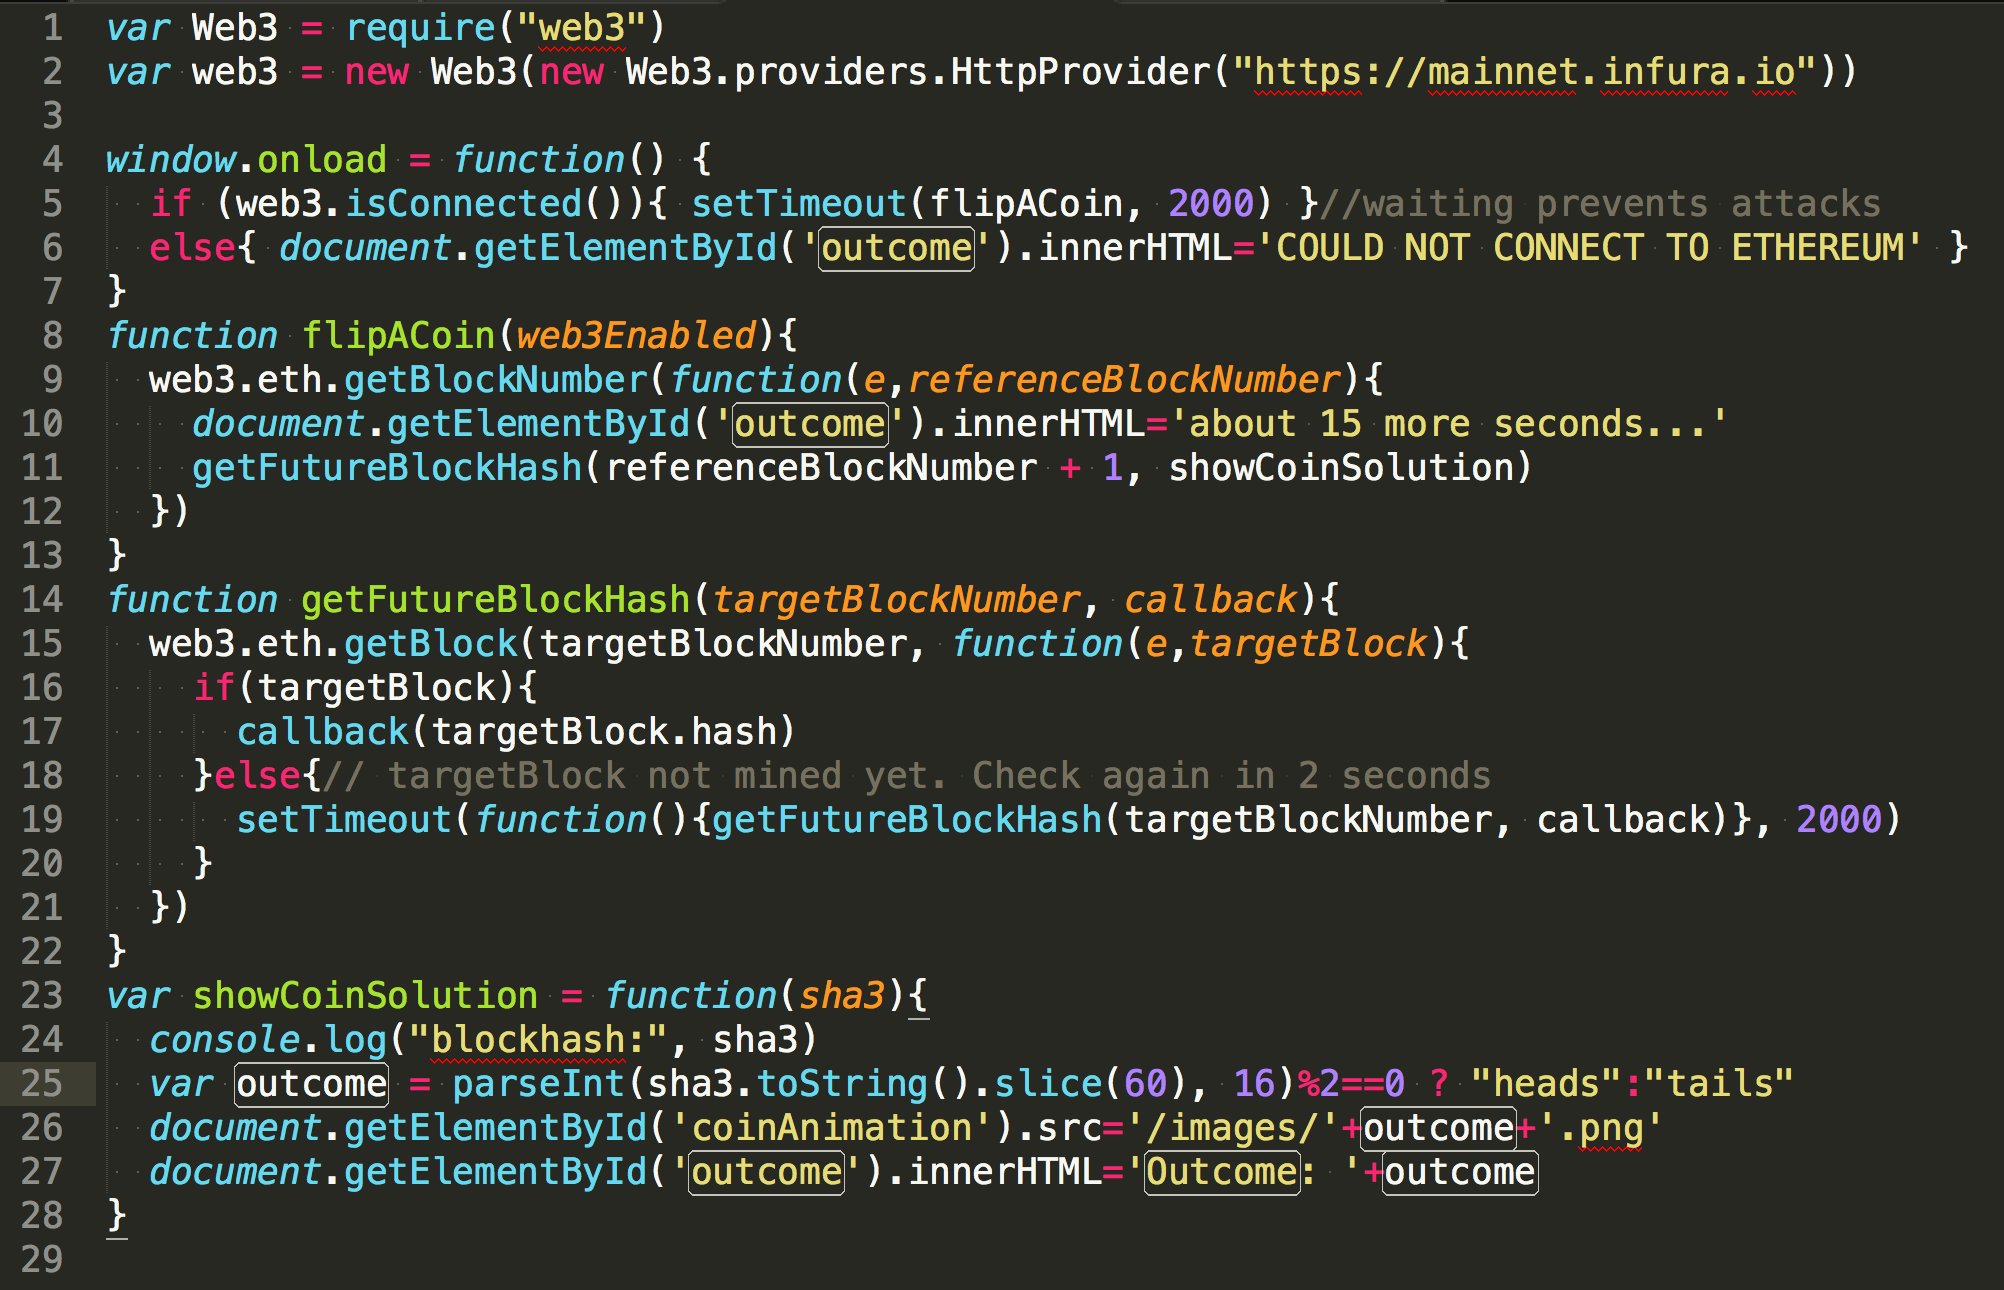 1 var Web3 = require("web3")
2 var web3 = new Web3(new Web3.providers.HttpProvider("https://mainnet.infura.io"))
3
4 window.onload = function() {
5   if (web3.isConnected()){ setTimeout(flipACoin, 2000) }//waiting prevents attacks
6   else{ document.getElementById('outcome').innerHTML='COULD NOT CONNECT TO ETHEREUM' }
7 }
8 function flipACoin(web3Enabled){
9   web3.eth.getBlockNumber(function(e,referenceBlockNumber){
10     document.getElementById('outcome').innerHTML='about 15 more seconds...'
11     getFutureBlockHash(referenceBlockNumber + 1, showCoinSolution)
12   })
13 }
14 function getFutureBlockHash(targetBlockNumber, callback){
15   web3.eth.getBlock(targetBlockNumber, function(e,targetBlock){
16     if(targetBlock){
17       callback(targetBlock.hash)
18     }else{// targetBlock not mined yet. Check again in 2 seconds
19       setTimeout(function(){getFutureBlockHash(targetBlockNumber, callback)}, 2000)
20     }
21   })
22 }
23 var showCoinSolution = function(sha3){
24   console.log("blockhash:", sha3)
25   var outcome = parseInt(sha3.toString().slice(60), 16)%2==0 ? "heads":"tails"
26   document.getElementById('coinAnimation').src='/images/'+outcome+'.png'
27   document.getElementById('outcome').innerHTML='Outcome: '+outcome
28 }
29